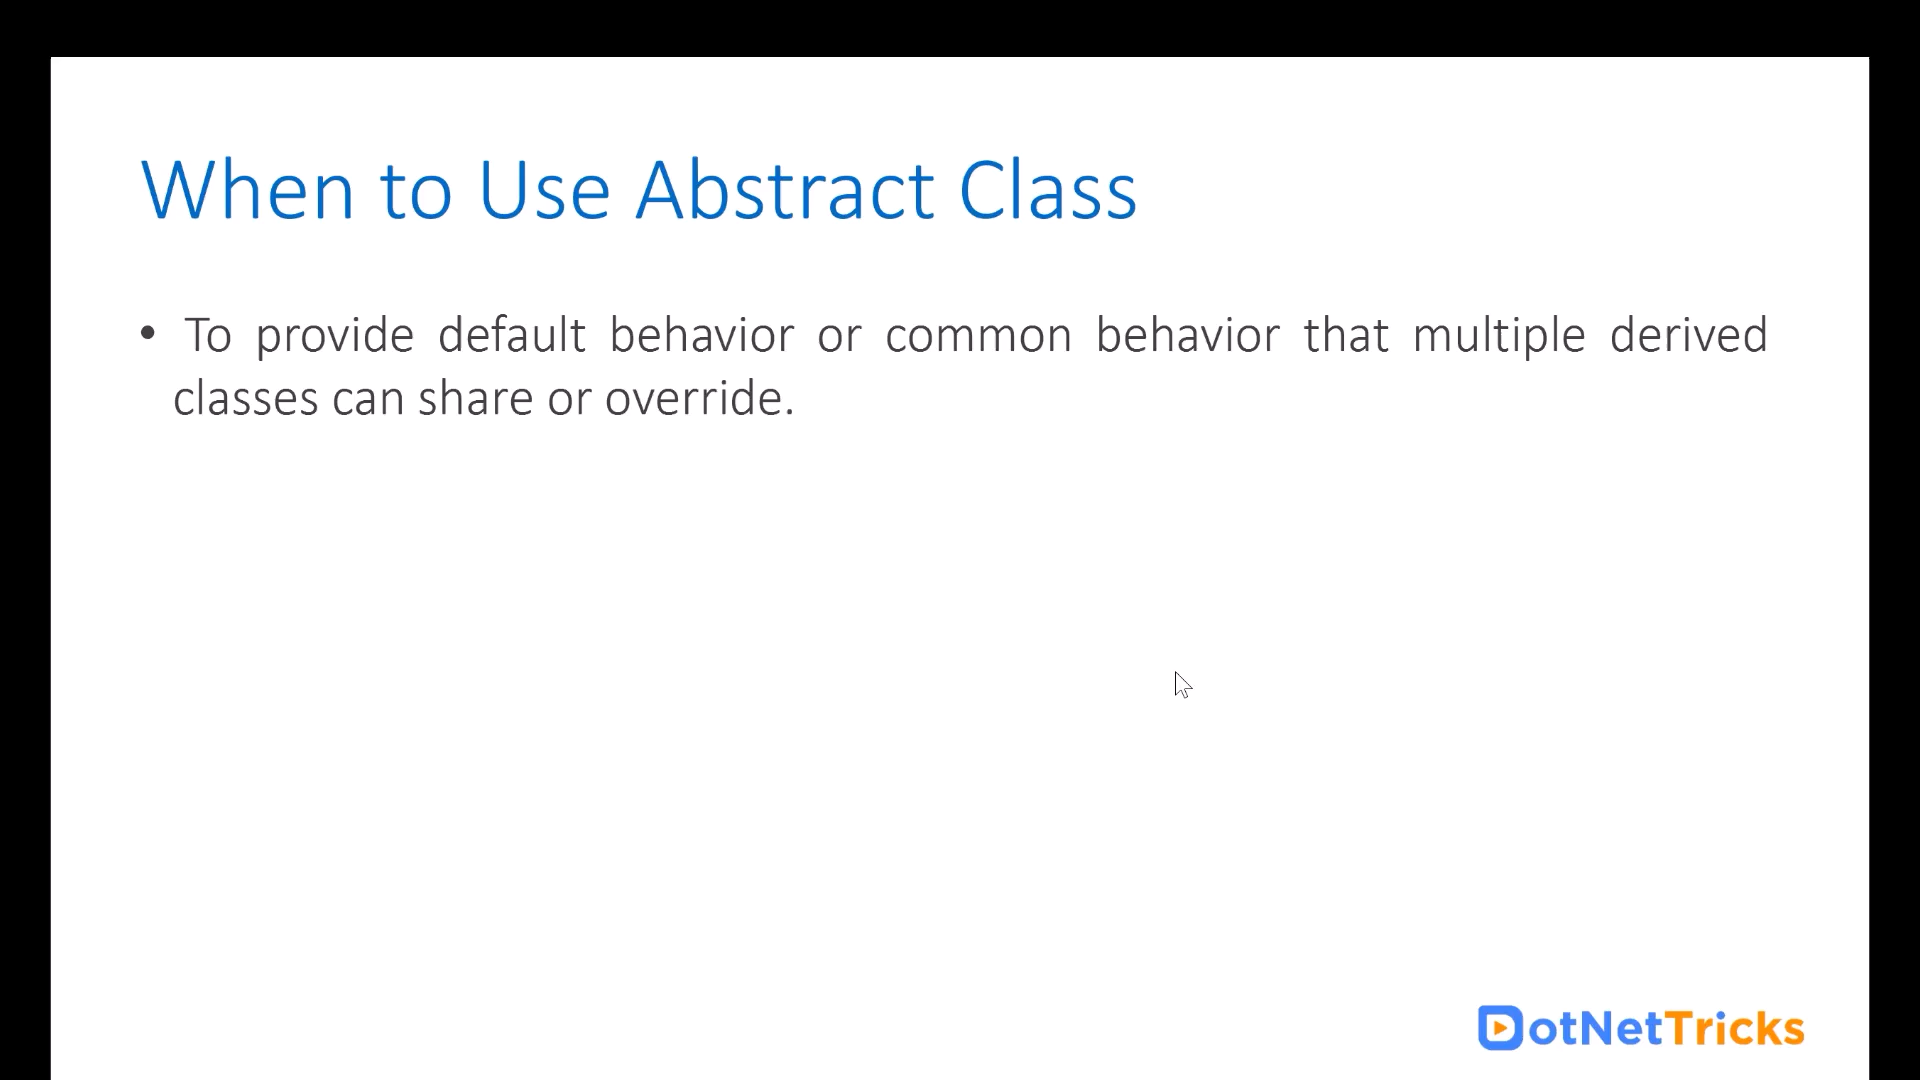 When to Use Abstract Class
• To provide default behavior or common behavior that multiple derived
classes can share or override.
DotNetTricks